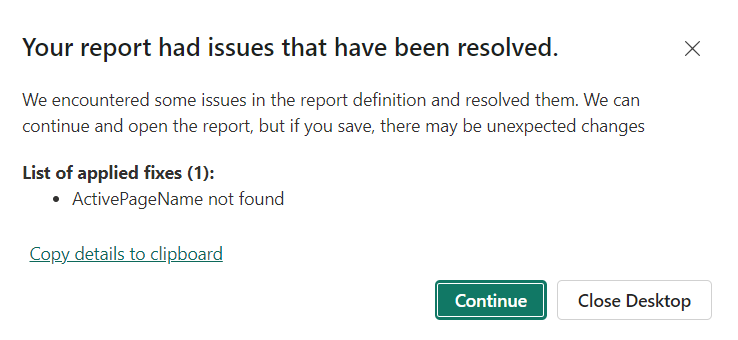 Your report had issues that have been resolved.
We encountered some issues in the report definition and resolved them. We can
continue and open the report, but if you save, there may be unexpected changes
List of applied fixes (1):
• ActivePageName not found
Copy details to clipboard
Continue
Close Desktop